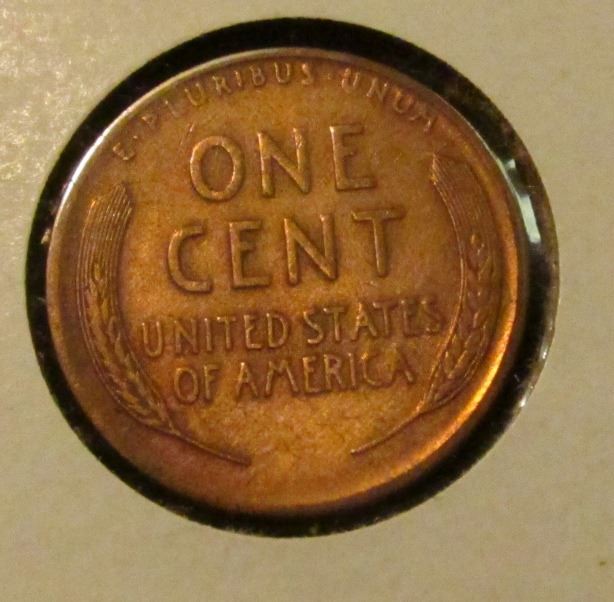 E·PLURIBUS·UNUM
ONE
CENT
UNITED STATES
OF AMERICA